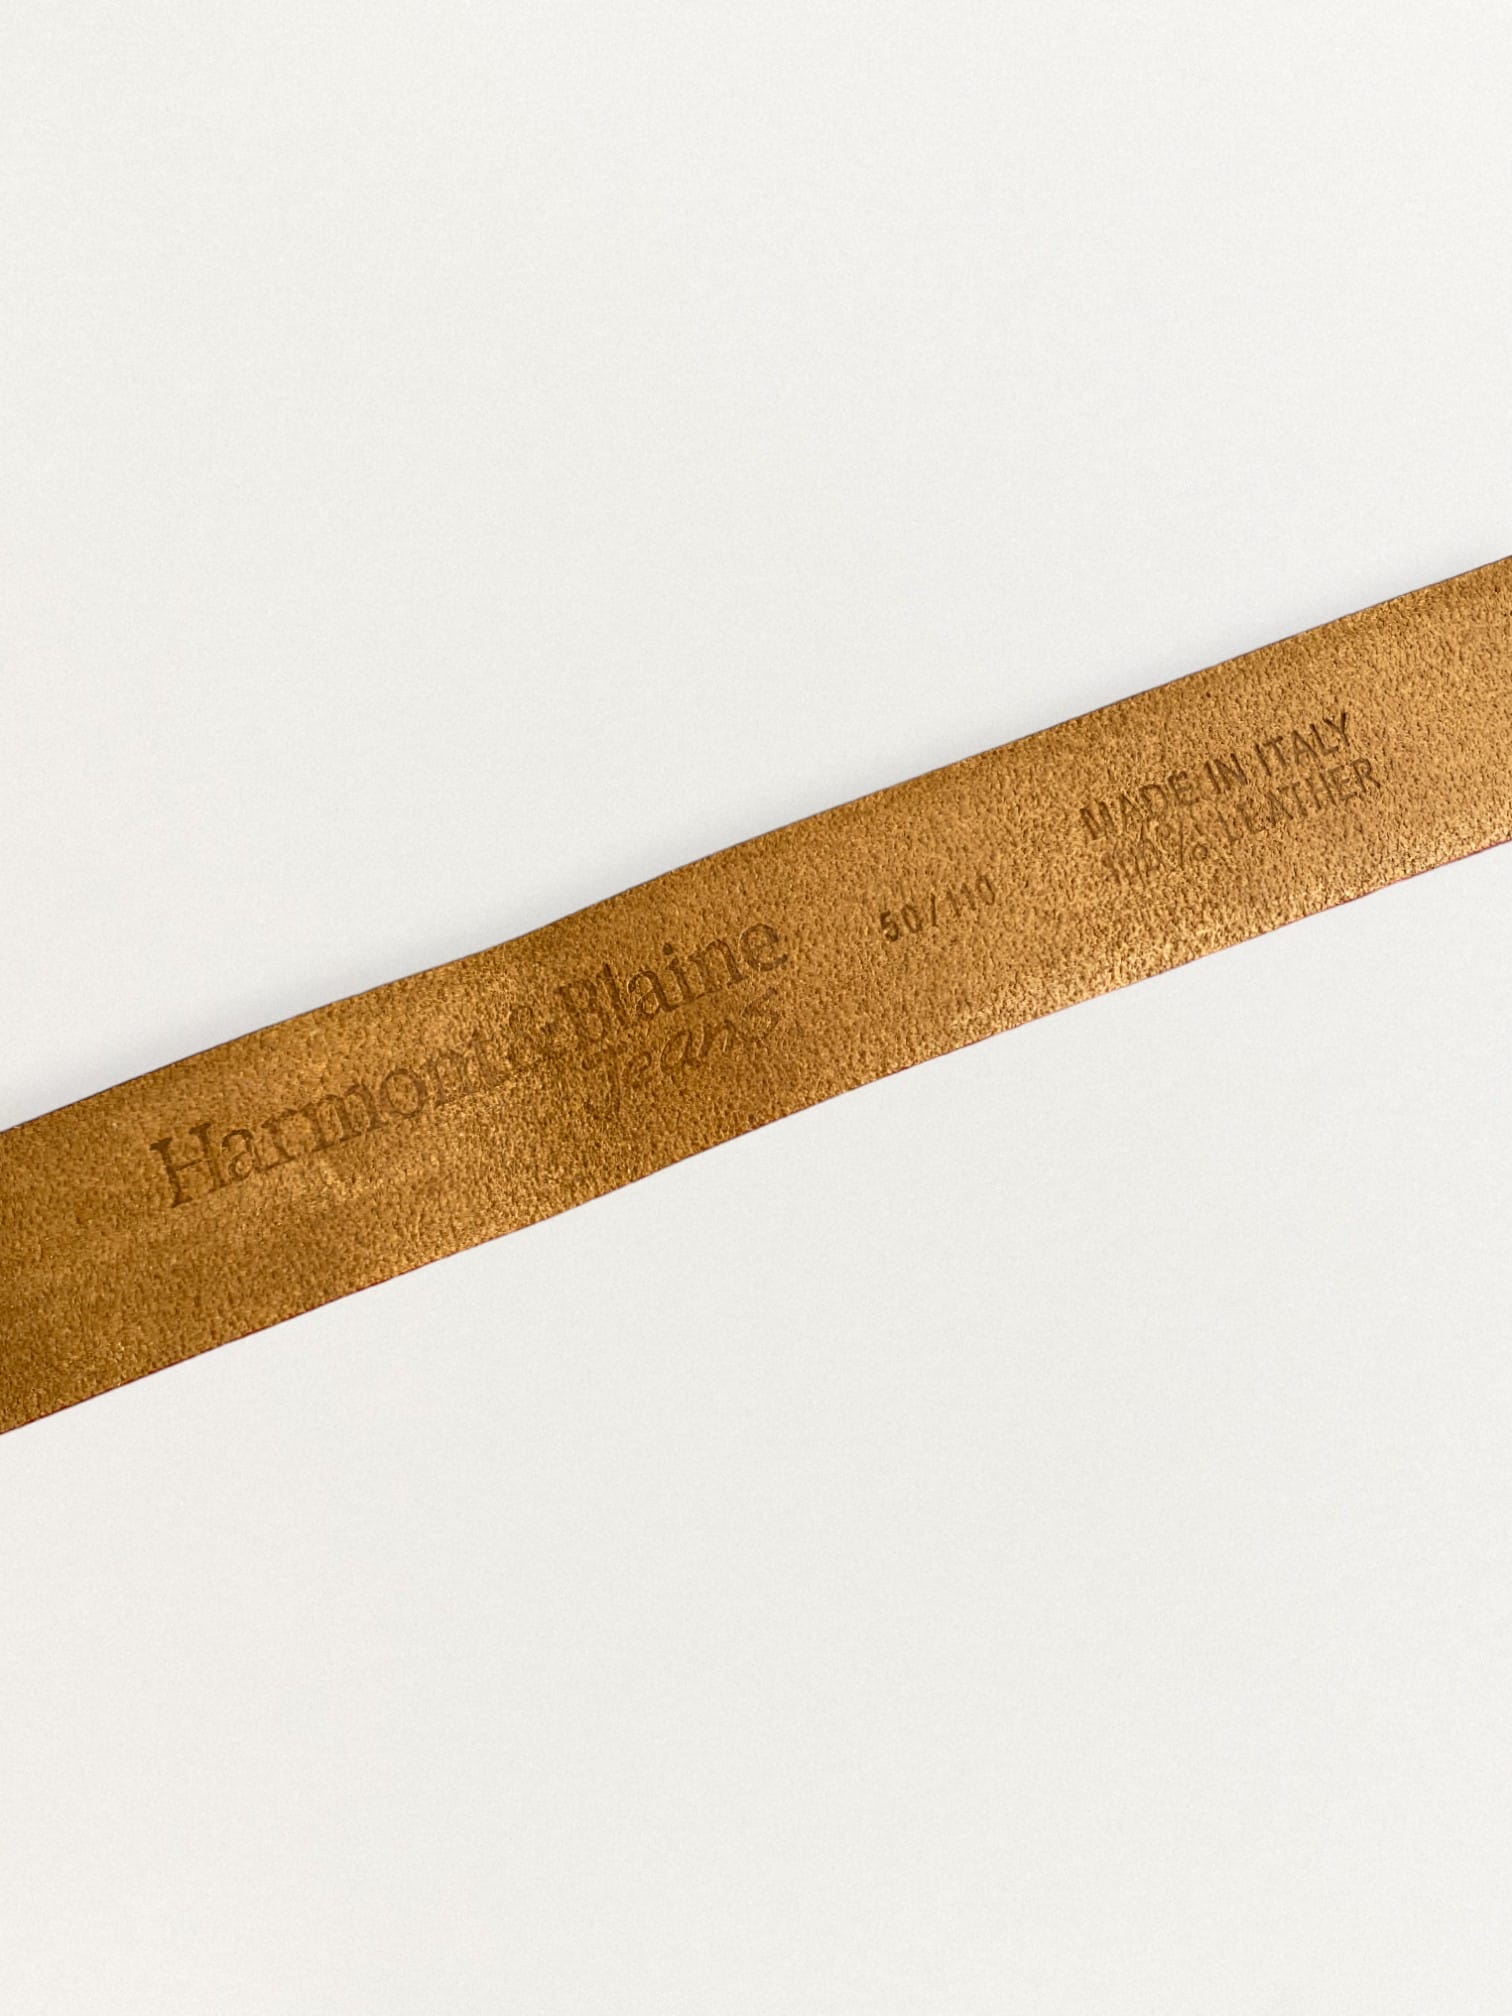 Harmont & Blaine
jeans
50/110
MADE IN ITALY
100% LEATHER